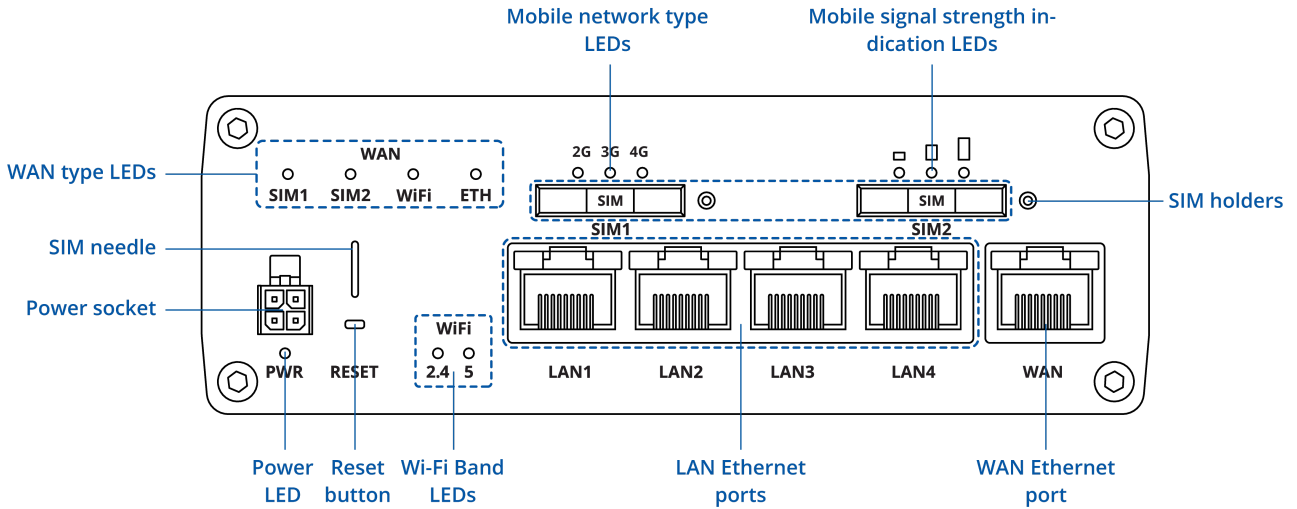 Mobile network type
LEDs
Mobile signal strength in-
dication LEDs
WAN type LEDs
WAN
SIM1
SIM2
WiFi
ETH
2G
3G
4G
SIM
SIM1
SIM
SIM2
SIM holders
SIM needle
Power socket
PWR
RESET
WiFi
2.4
5
LAN1
LAN2
LAN3
LAN4
WAN
Power
LED
Reset
button
Wi-Fi Band
LEDs
LAN Ethernet
ports
WAN Ethernet
port